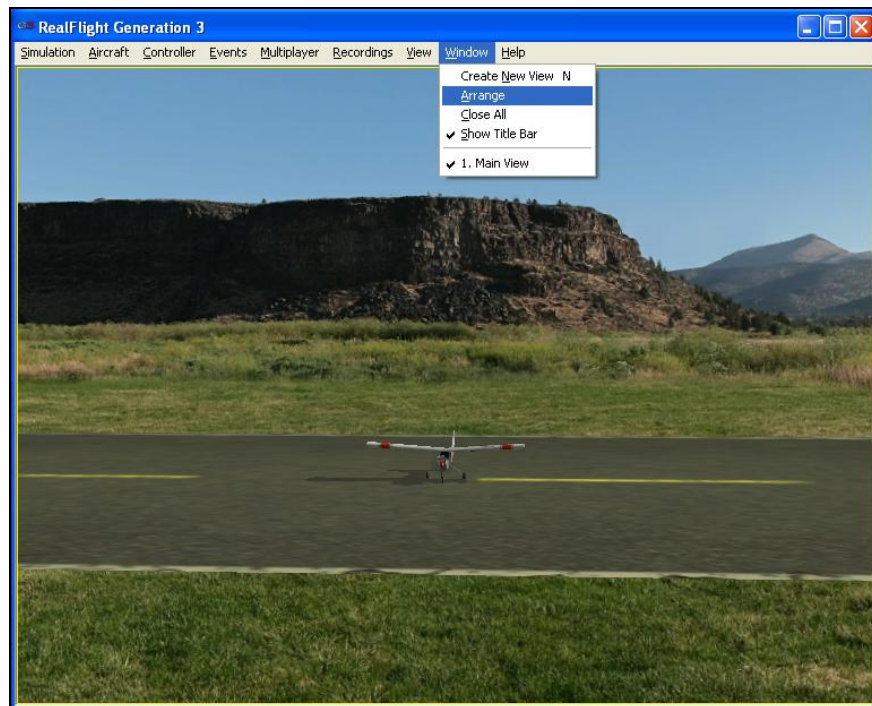 RealFlight Generation 3
Simulation Aircraft Controller Events Multiplayer Recordings View Window Help
Create New View N
Arrange
Close All
Show Title Bar
1. Main View